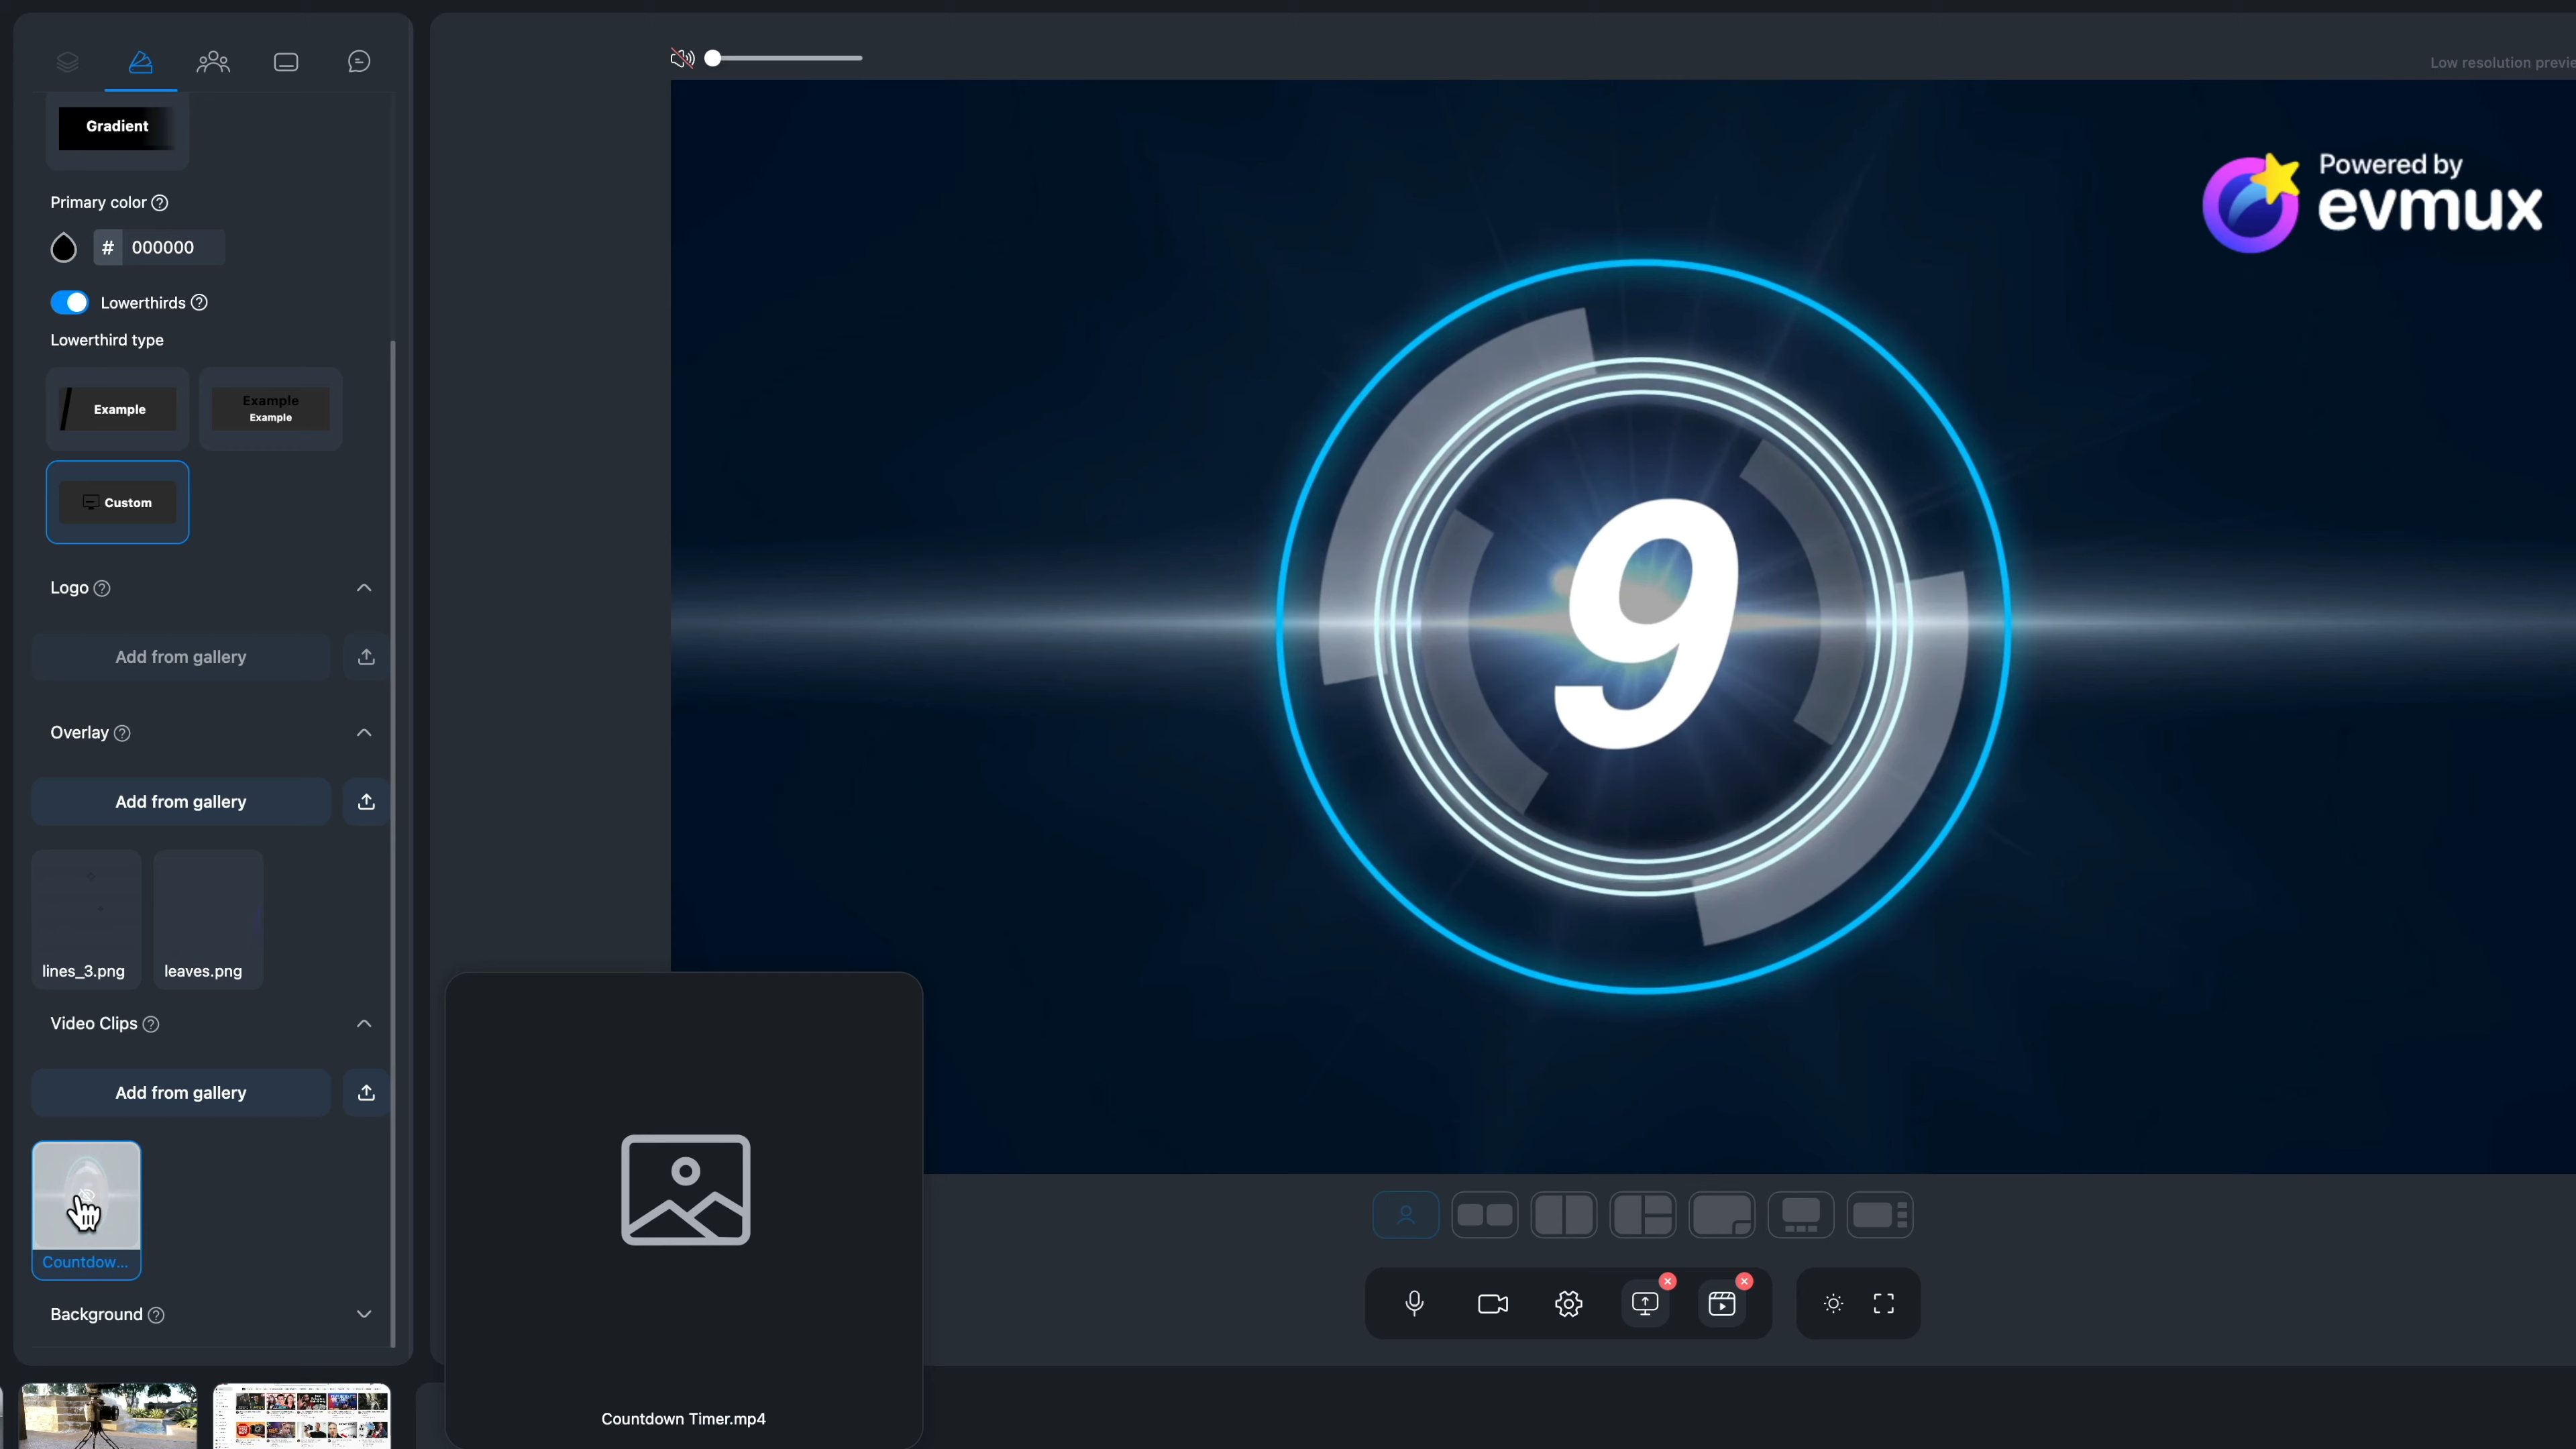 Low resolution previe
Gradient
Primary color
# 000000
Lowerthirds
Lowerthird type
Example
Example
Example
Custom
Logo
Add from gallery
Overlay
Add from gallery
lines_3.png
leaves.png
Video Clips
Add from gallery
Countdow...
Background
Powered by
evmux
9
Countdown Timer.mp4